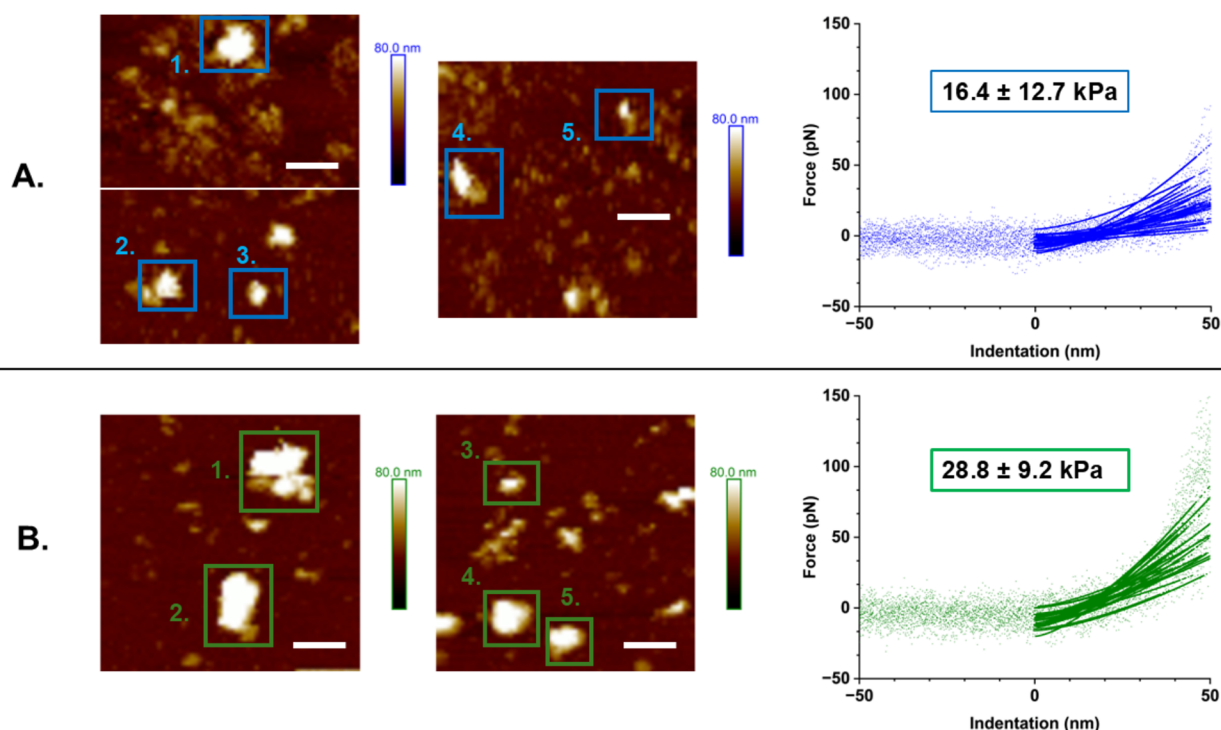 A.
1.
2.
3.
80.0 nm
4.
5.
80.0 nm
150
100
50
0
−50
−50
0
50
Force (pN)
Indentation (nm)
16.4 ± 12.7 kPa
B.
1.
2.
80.0 nm
3.
4.
5.
80.0 nm
150
100
50
0
−50
−50
0
50
Force (pN)
Indentation (nm)
28.8 ± 9.2 kPa